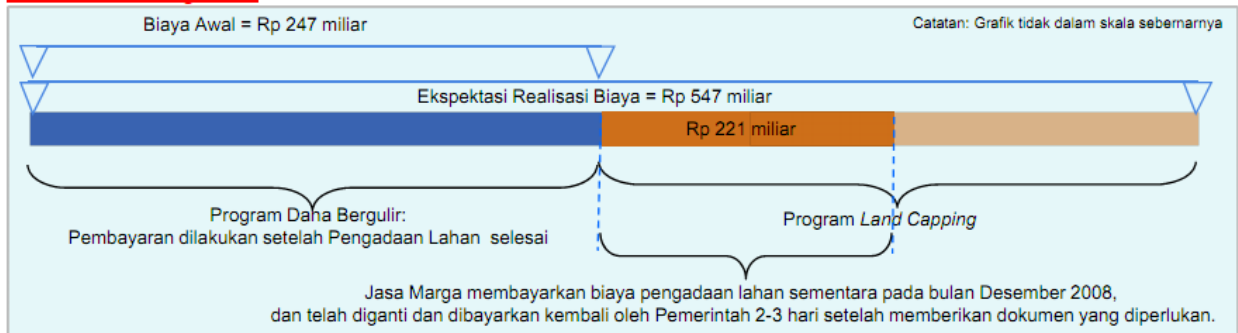 Biaya Awal = Rp 247 miliar
Catatan: Grafik tidak dalam skala sebernarnya
Ekspektasi Realisasi Biaya = Rp 547 miliar
Rp 221 miliar
Program Dana Bergulir:
Pembayaran dilakukan setelah Pengadaan Lahan selesai
Program Land Capping
Jasa Marga membayarkan biaya pengadaan lahan sementara pada bulan Desember 2008,
dan telah diganti dan dibayarkan kembali oleh Pemerintah 2-3 hari setelah memberikan dokumen yang diperlukan.